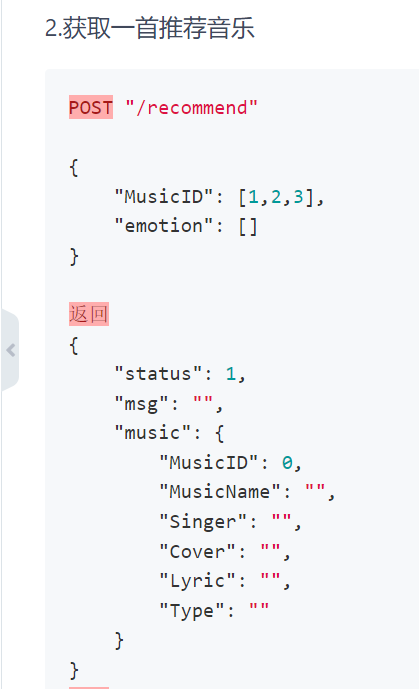 2.获取一首推荐音乐
POST "/recommend"
{
"MusicID": [1,2,3],
"emotion": []
}
返回
{
"status": 1,
"msg": "",
"music": {
"MusicID": 0,
"MusicName": "",
"Singer": "",
"Cover": "",
"Lyric": "",
"Type": ""
}
}